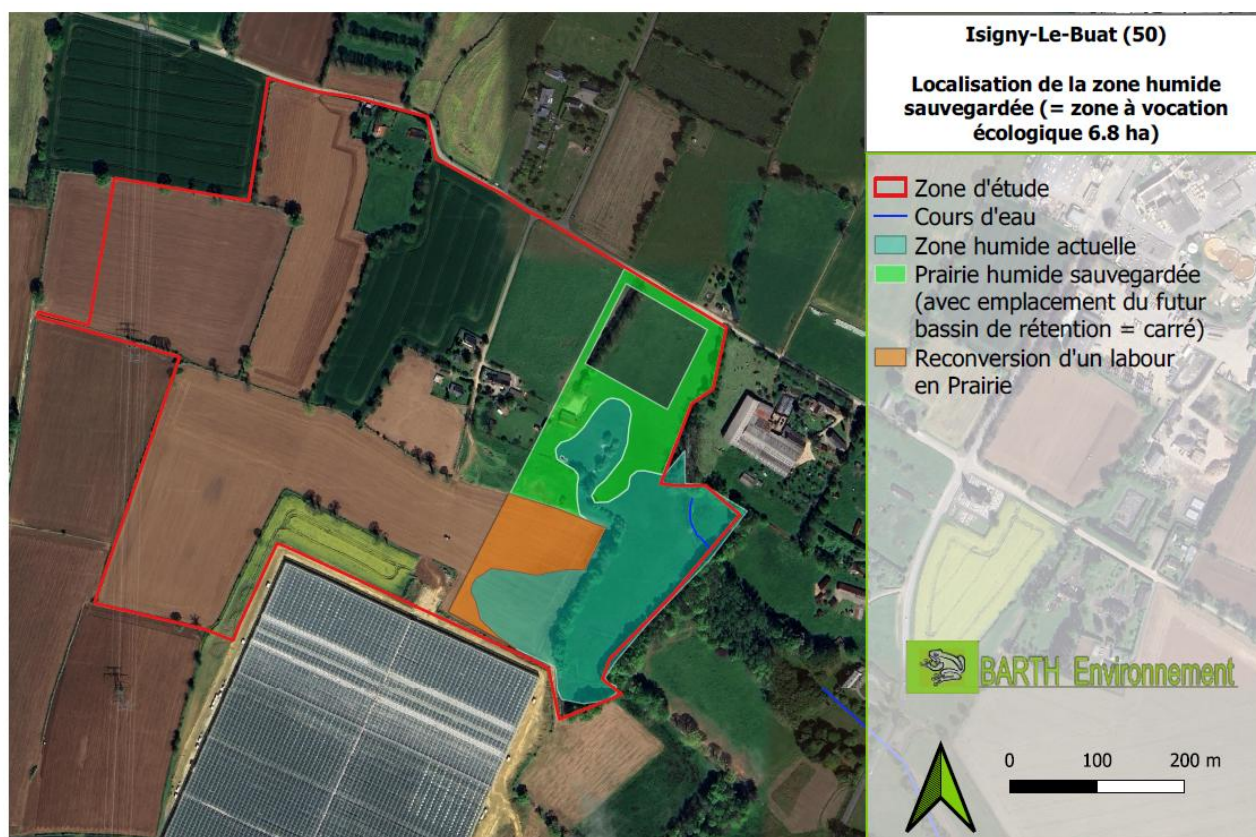 Isigny-Le-Buat (50)
Localisation de la zone humide
sauvegardée (= zone à vocation
écologique 6.8 ha)
Zone d'étude
Cours d'eau
Zone humide actuelle
Prairie humide sauvegardée
(avec emplacement du futur
bassin de rétention = carré)
Reconversion d'un labour
en Prairie
BARTH Environnement
0 100 200 m